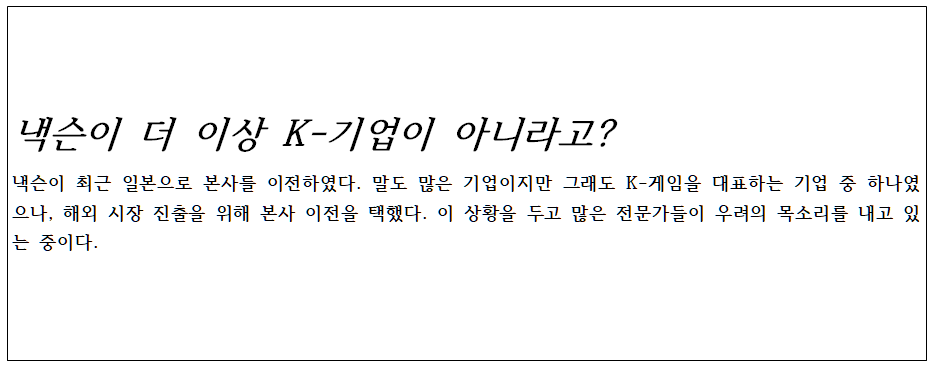 낵슨이 더 이상 K-기업이 아니라고?
낵슨이 최근 일본으로 본사를 이전하였다. 말도 많은 기업이지만 그래도 K-게임을 대표하는 기업 중 하나였
으나, 해외 시장 진출을 위해 본사 이전을 택했다. 이 상황을 두고 많은 전문가들이 우려의 목소리를 내고 있
는 중이다.